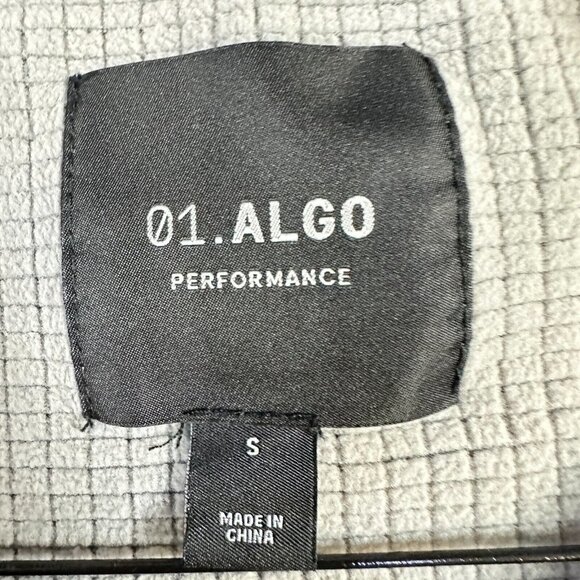 01.ALGO
PERFORMANCE
S
MADE IN
CHINA